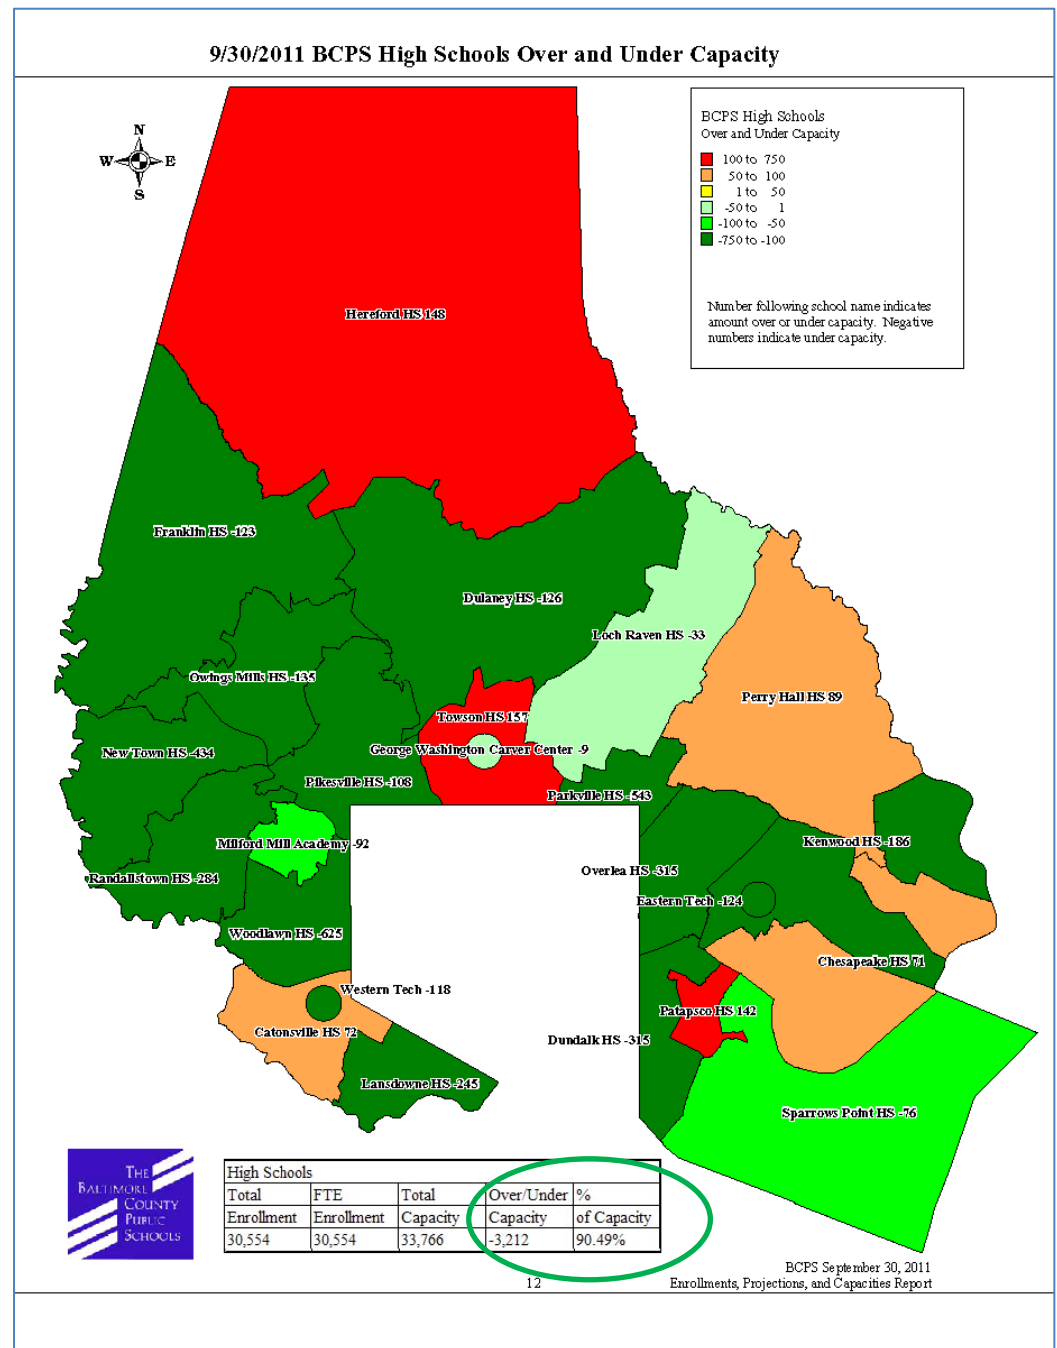 9/30/2011 BCPS High Schools Over and Under Capacity
N
W E
S
BCPS High Schools
Over and Under Capacity
100 to 750
50 to 100
1 to 50
-50 to 1
-100 to -50
-750 to -100
Number following school name indicates
amount over or under capacity. Negative
numbers indicate under capacity.
Hereford HS 148
Franklin HS -123
Dulaney HS -126
Loch Raven HS -33
Owings Mills HS -135
Perry Hall HS 89
Towson HS 157
New Town HS -434
George Washington Carver Center -9
Pikesville HS -108
Parkville HS -543
Milford Mill Academy -92
Kenwood HS -186
Overlea HS -315
Randallstown HS -284
Eastern Tech -124
Woodlawn HS -625
Chesapeake HS 71
Western Tech -118
Patapsco HS 142
Catonsville HS 72
Dundalk HS -315
Lansdowne HS -245
Sparrows Point HS -76
THE
BALTIMORE
COUNTY
PUBLIC
SCHOOLS
High Schools
Total FTE Total Over/Under %
Enrollment Enrollment Capacity Capacity of Capacity
30,554 30,554 33,766 -3,212 90.49%
BCPS September 30, 2011
12 Enrollments, Projections, and Capacities Report